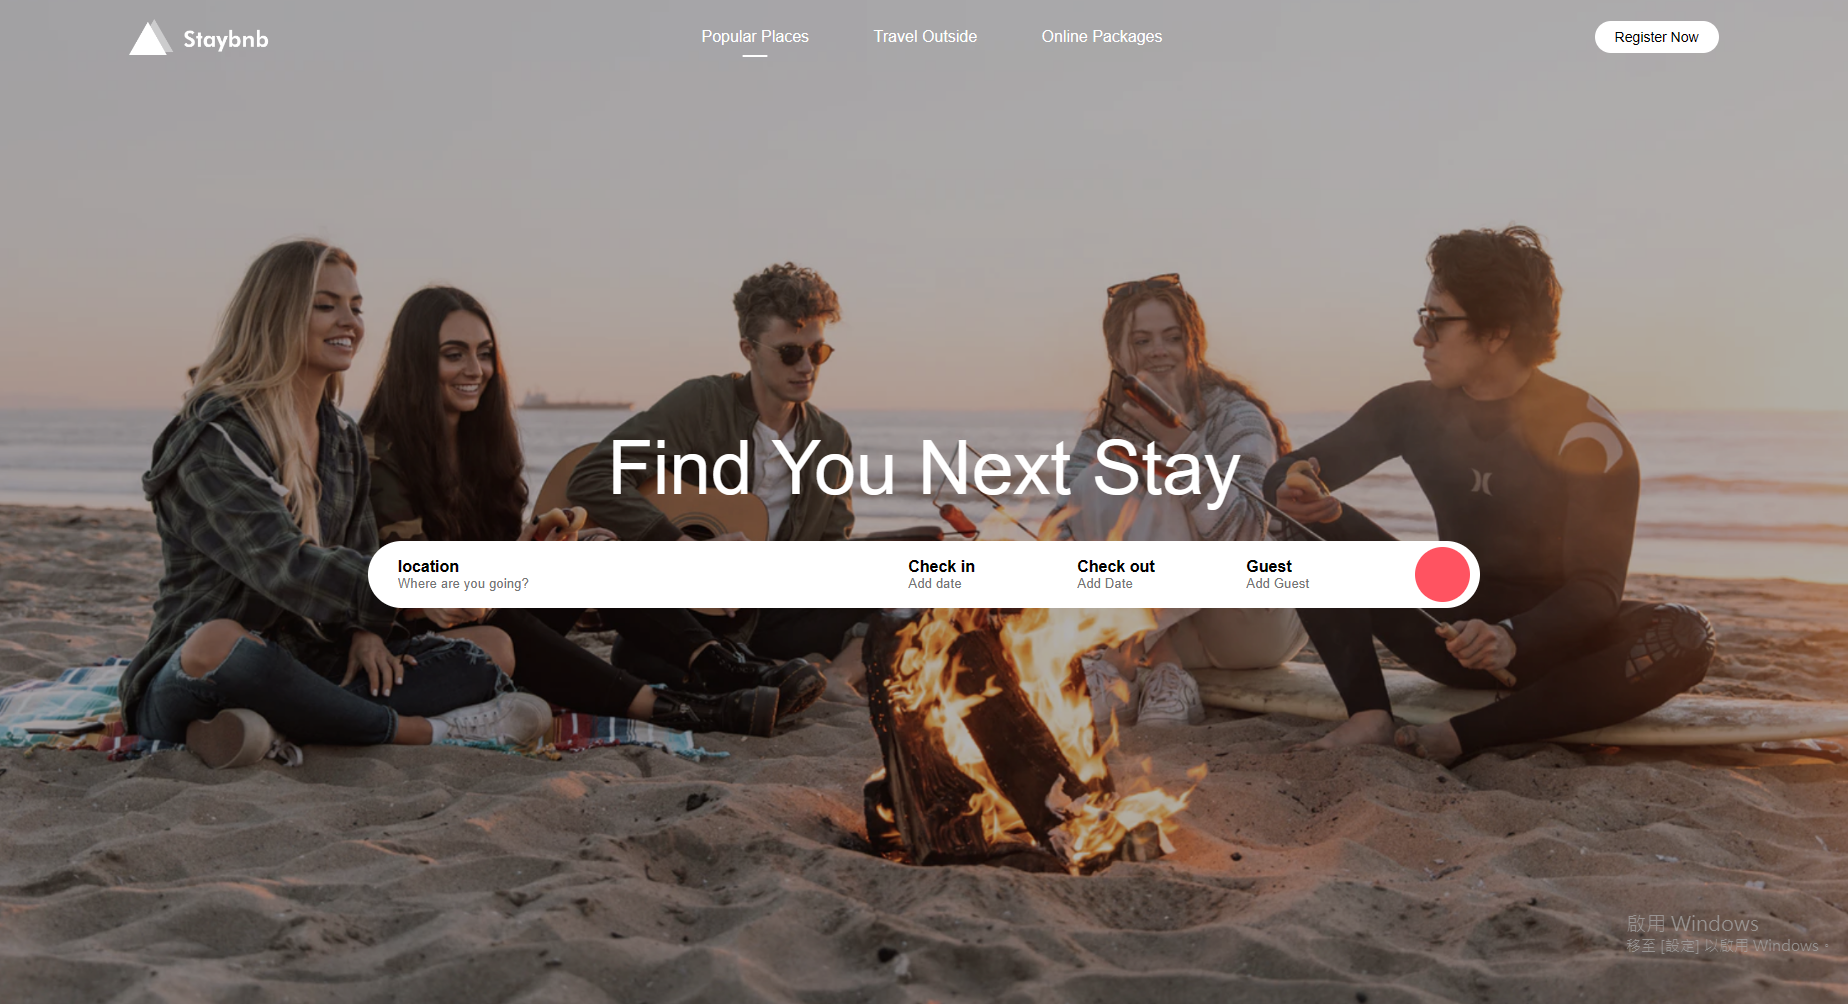 Staybnb
Popular Places
Travel Outside
Online Packages
Register Now
Find You Next Stay
location
Where are you going?
Check in
Add date
Check out
Add Date
Guest
Add Guest
啟用 Windows
移至 [設定] 以啟用 Windows。